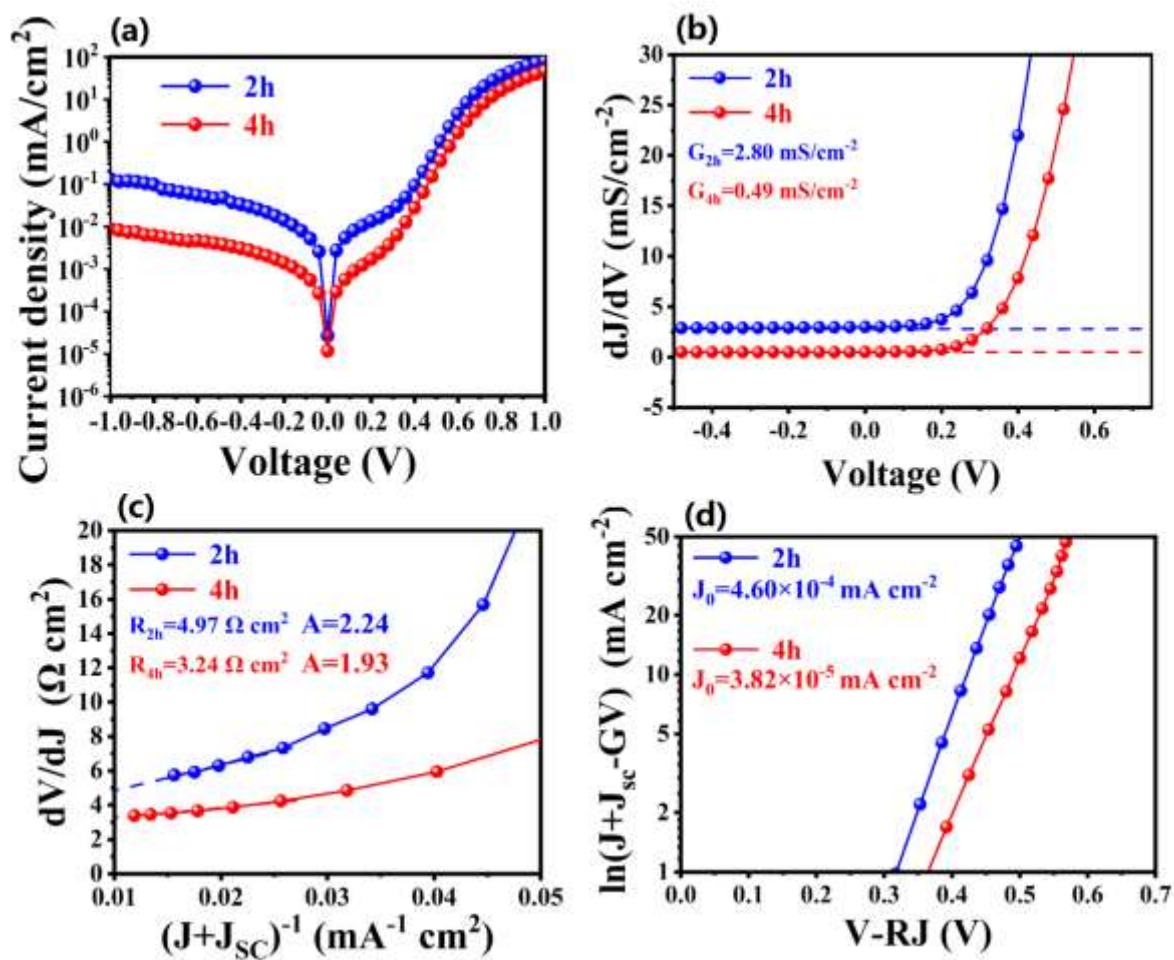 (a)
Current density (mA/cm²)
10²
10¹
10⁰
10⁻¹
10⁻²
10⁻³
10⁻⁴
10⁻⁵
10⁻⁶
2h
4h
-1.0 -0.8 -0.6 -0.4 -0.2 0.0 0.2 0.4 0.6 0.8 1.0
Voltage (V)
(b)
dJ/dV (mS/cm⁻²)
30
25
20
15
10
5
0
-5
2h
4h
G₂ₕ=2.80 mS/cm⁻²
G₄ₕ=0.49 mS/cm⁻²
-0.4 -0.2 0.0 0.2 0.4 0.6
Voltage (V)
(c)
dV/dJ (Ω cm²)
20
18
16
14
12
10
8
6
4
2
0
2h
4h
R₂ₕ=4.97 Ω cm² A=2.24
R₄ₕ=3.24 Ω cm² A=1.93
0.01 0.02 0.03 0.04 0.05
(J+J_SC)⁻¹ (mA⁻¹ cm²)
(d)
ln(J+J_sc-GV) (mA cm⁻²)
50
20
10
5
2
1
2h
J₀=4.60×10⁻⁴ mA cm⁻²
4h
J₀=3.82×10⁻⁵ mA cm⁻²
0.0 0.1 0.2 0.3 0.4 0.5 0.6 0.7
V-RJ (V)